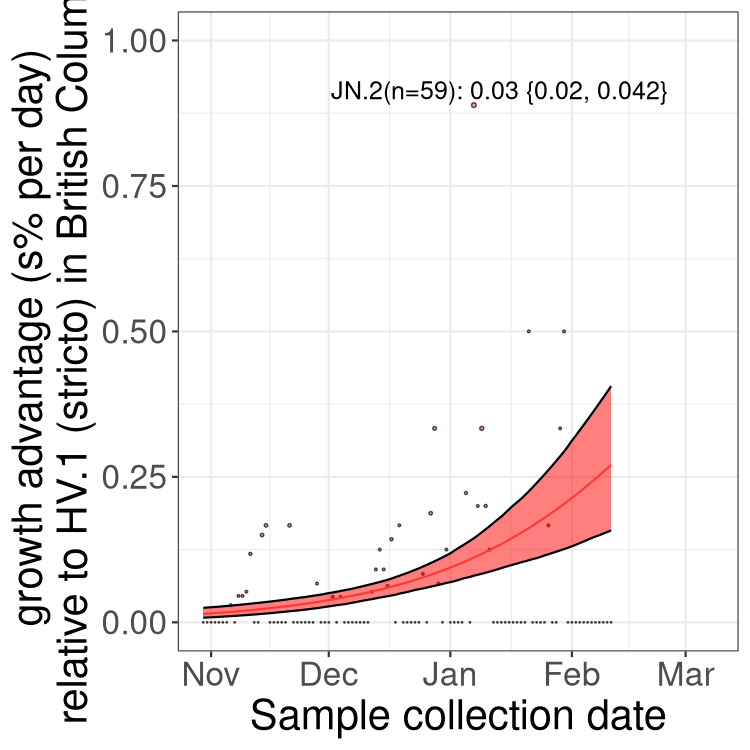 growth advantage (s% per day)
relative to HV.1 (stricto) in British Colum
1.00
0.75
0.50
0.25
0.00
JN.2(n=59): 0.03 {0.02, 0.042}
Nov Dec Jan Feb Mar
Sample collection date